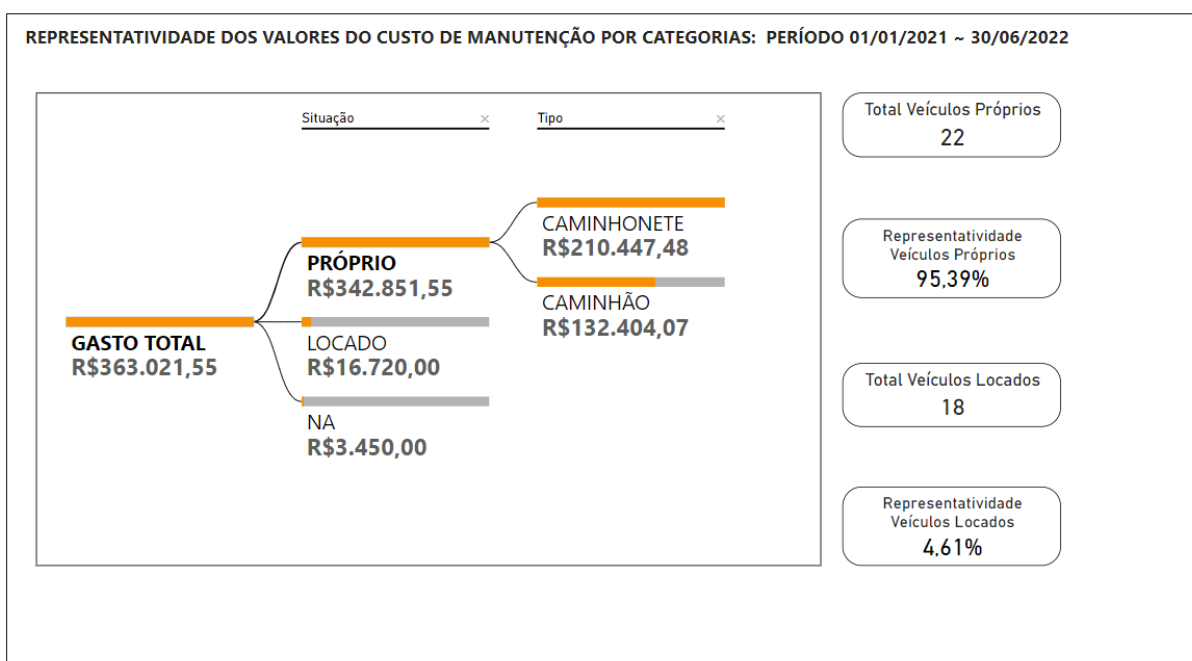 REPRESENTATIVIDADE DOS VALORES DO CUSTO DE MANUTENÇÃO POR CATEGORIAS: PERÍODO 01/01/2021 ~ 30/06/2022
Situação ×
Tipo ×
GASTO TOTAL
R$363.021,55
PRÓPRIO
R$342.851,55
LOCADO
R$16.720,00
NA
R$3.450,00
CAMINHONETE
R$210.447,48
CAMINHÃO
R$132.404,07
Total Veículos Próprios
22
Representatividade
Veículos Próprios
95,39%
Total Veículos Locados
18
Representatividade
Veículos Locados
4,61%